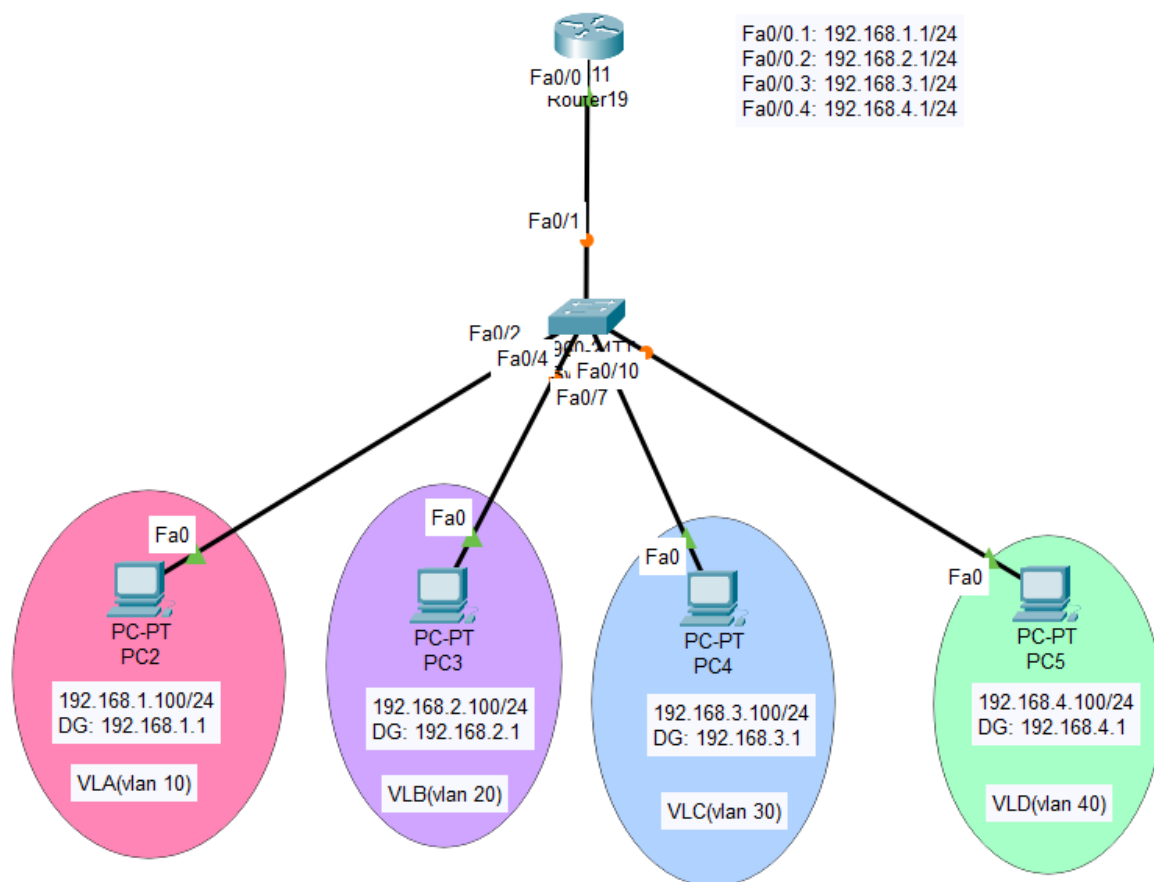 Fa0/0.1: 192.168.1.1/24
Fa0/0.2: 192.168.2.1/24
Fa0/0.3: 192.168.3.1/24
Fa0/0.4: 192.168.4.1/24
Fa0/0 11
Router19
Fa0/1
Fa0/2
Fa0/4
Fa0/10
Fa0/7
Fa0
Fa0
Fa0
Fa0
PC-PT
PC2
PC-PT
PC3
PC-PT
PC4
PC-PT
PC5
192.168.1.100/24
DG: 192.168.1.1
192.168.2.100/24
DG: 192.168.2.1
192.168.3.100/24
DG: 192.168.3.1
192.168.4.100/24
DG: 192.168.4.1
VLA(vlan 10)
VLB(vlan 20)
VLC(vlan 30)
VLD(vlan 40)